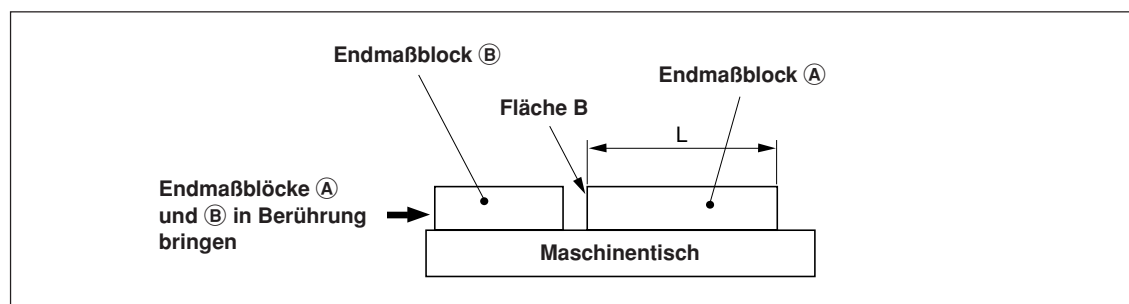 Endmaßblock Ⓑ
Endmaßblock Ⓐ
Fläche B
L
Endmaßblöcke Ⓐ
und Ⓑ in Berührung
bringen
Maschinentisch